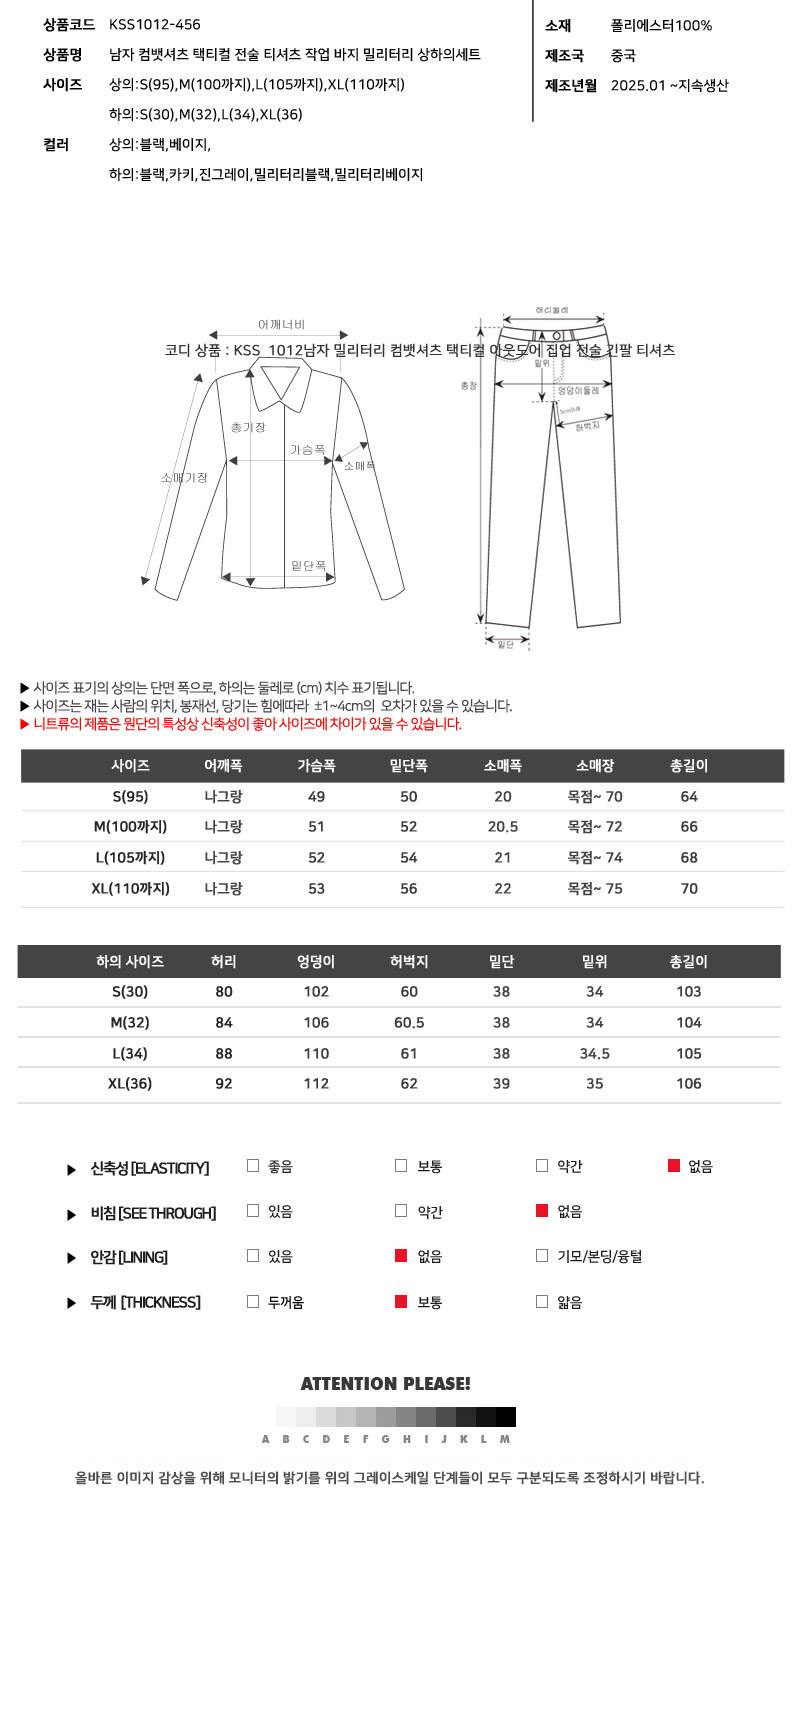 상품코드 KSS1012-456
상품명 남자 컴뱃셔츠 택티컬 전술 티셔츠 작업 바지 밀리터리 상하의세트
사이즈 상의:S(95),M(100까지),L(105까지),XL(110까지)
하의:S(30),M(32),L(34),XL(36)
컬러 상의:블랙,베이지,
하의:블랙,카키,진그레이,밀리터리블랙,밀리터리베이지
소재 폴리에스터100%
제조국 중국
제조년월 2025.01 ~지속생산
어깨너비
허리둘레
코디 상품 : KSS_1012남자 밀리터리 컴뱃셔츠 택티컬 아웃도어 집업 전술 긴팔 티셔츠
밑위
총장
엉덩이둘레
허벅지
총기장
가슴폭
소매폭
소매기장
밑단폭
밑단
▶ 사이즈 표기의 상의는 단면 폭으로, 하의는 둘레로 (cm) 치수 표기됩니다.
▶ 사이즈는 재는 사람의 위치, 봉재선, 당기는 힘에따라 ±1~4cm의 오차가 있을 수 있습니다.
▶ 니트류의 제품은 원단의 특성상 신축성이 좋아 사이즈에 차이가 있을 수 있습니다.
사이즈 어깨폭 가슴폭 밑단폭 소매폭 소매장 총길이
S(95) 나그랑 49 50 20 목점~ 70 64
M(100까지) 나그랑 51 52 20.5 목점~ 72 66
L(105까지) 나그랑 52 54 21 목점~ 74 68
XL(110까지) 나그랑 53 56 22 목점~ 75 70
하의 사이즈 허리 엉덩이 허벅지 밑단 밑위 총길이
S(30) 80 102 60 38 34 103
M(32) 84 106 60.5 38 34 104
L(34) 88 110 61 38 34.5 105
XL(36) 92 112 62 39 35 106
▶ 신축성 [ELASTICITY] □ 좋음 □ 보통 □ 약간 ■ 없음
▶ 비침 [SEE THROUGH] □ 있음 □ 약간 ■ 없음
▶ 안감 [LINING] □ 있음 ■ 없음 □ 기모/본딩/융털
▶ 두께 [THICKNESS] □ 두꺼움 ■ 보통 □ 얇음
ATTENTION PLEASE!
A B C D E F G H I J K L M
올바른 이미지 감상을 위해 모니터의 밝기를 위의 그레이스케일 단계들이 모두 구분되도록 조정하시기 바랍니다.